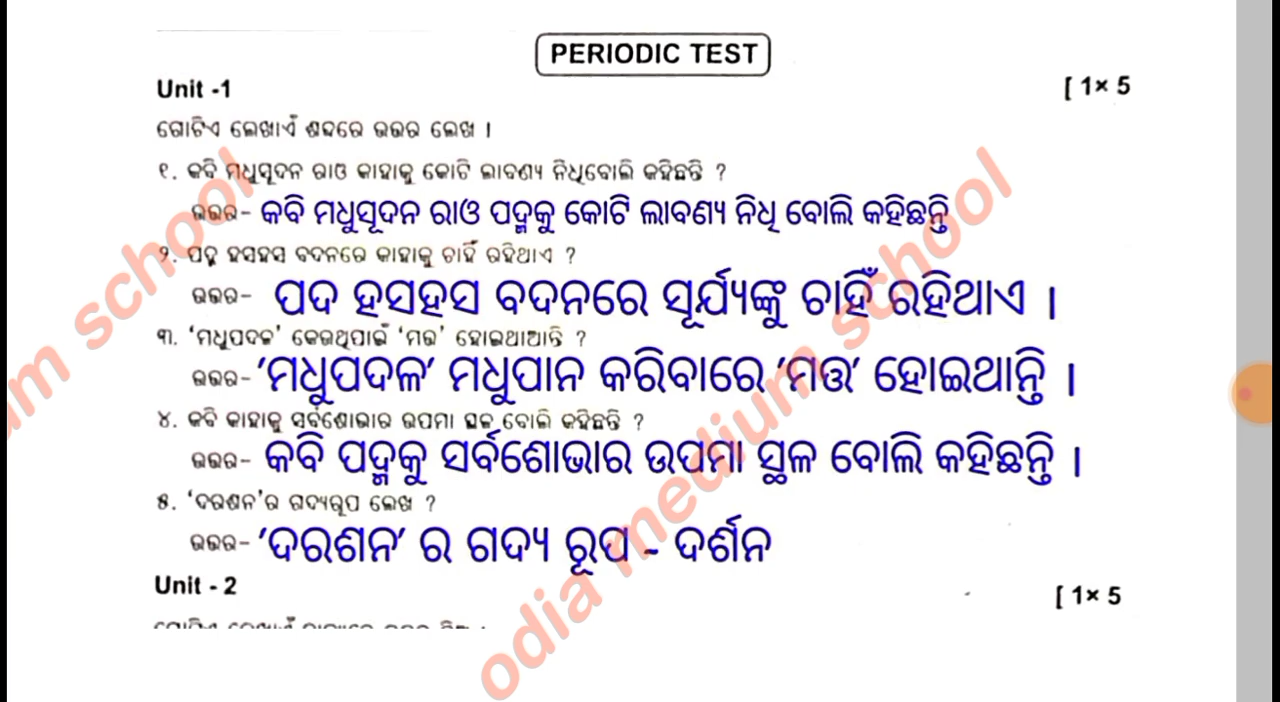 PERIODIC TEST
Unit -1 [ 1× 5
ଗୋଟିଏ ଲେଖାଏଁ ଶବ୍ଦରେ ଉତ୍ତର ଲେଖ ।
୧. କବି ମଧୁସୂଦନ ରାଓ କାହାକୁ କୋଟି ଲାବଣ୍ୟ ନିଧିବୋଲି କହିଛନ୍ତି ?
ଉତ୍ତର- କବି ମଧୁସୂଦନ ରାଓ ପଦ୍ମକୁ କୋଟି ଲାବଣ୍ୟ ନିଧି ବୋଲି କହିଛନ୍ତି
୨. ପଦ୍ମ ହସହସ ବଦନରେ କାହାକୁ ଚାହିଁ ରହିଥାଏ ?
ଉତ୍ତର- ପଦ ହସହସ ବଦନରେ ସୂର୍ଯ୍ୟଙ୍କୁ ଚାହିଁ ରହିଥାଏ ।
୩. ‘ମଧୁପଦଳ’ କେଉଥିପାଇଁ ‘ମତ୍ତ’ ହୋଇଥାଆନ୍ତି ?
ଉତ୍ତର- ‘ମଧୁପଦଳ’ ମଧୁପାନ କରିବାରେ ‘ମତ୍ତ’ ହୋଇଥାନ୍ତି ।
୪. କବି କାହାକୁ ସର୍ବଶୋଭାର ଉପମା ସ୍ଥଳ ବୋଲି କହିଛନ୍ତି ?
ଉତ୍ତର- କବି ପଦ୍ମକୁ ସର୍ବଶୋଭାର ଉପମା ସ୍ଥଳ ବୋଲି କହିଛନ୍ତି ।
୫. ‘ଦରଶନ’ର ଗଦ୍ୟରୂପ ଲେଖ ?
ଉତ୍ତର- ‘ଦରଶନ’ ର ଗଦ୍ୟ ରୂପ - ଦର୍ଶନ
Unit - 2 [ 1× 5
odia medium school
um school